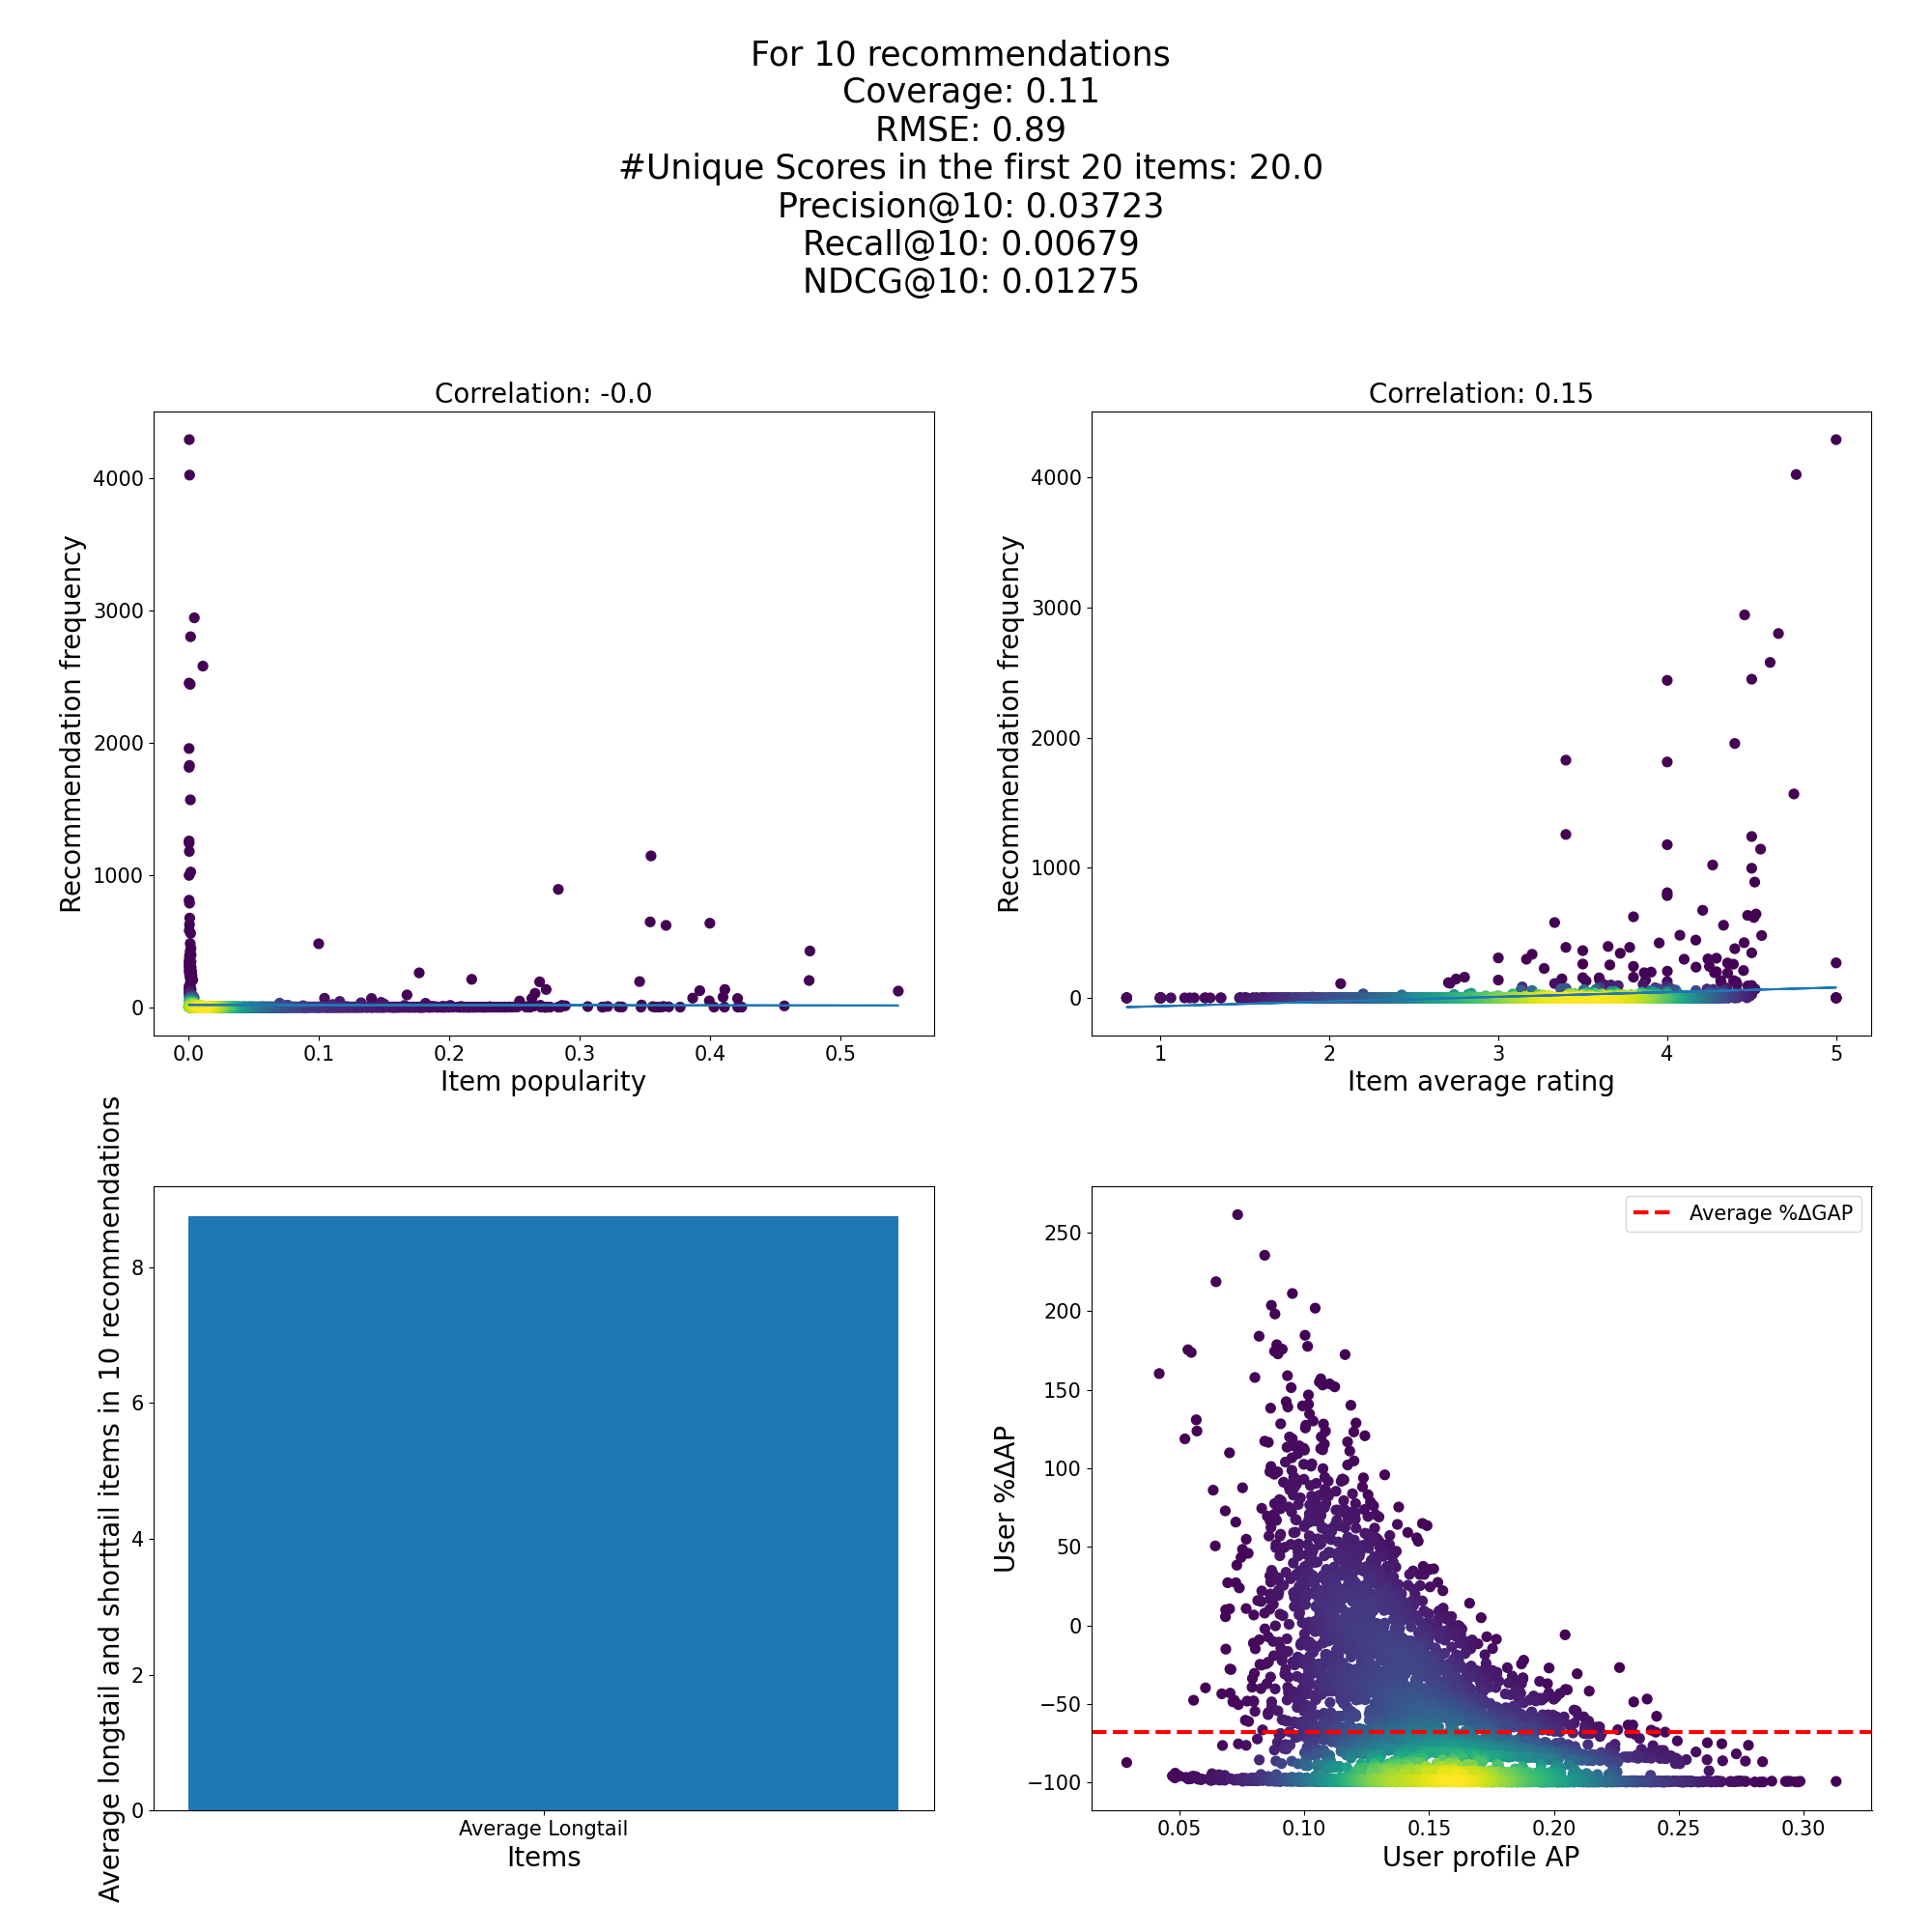 For 10 recommendations
Coverage: 0.11
RMSE: 0.89
#Unique Scores in the first 20 items: 20.0
Precision@10: 0.03723
Recall@10: 0.00679
NDCG@10: 0.01275
Correlation: -0.0
Recommendation frequency
4000
3000
2000
1000
0
0.0 0.1 0.2 0.3 0.4 0.5
Item popularity
Correlation: 0.15
Recommendation frequency
4000
3000
2000
1000
0
1 2 3 4 5
Item average rating
Average longtail and shorttail items in 10 recommendations
8
6
4
2
0
Average Longtail
Items
Average %ΔGAP
User %ΔAP
250
200
150
100
50
0
−50
−100
0.05 0.10 0.15 0.20 0.25 0.30
User profile AP